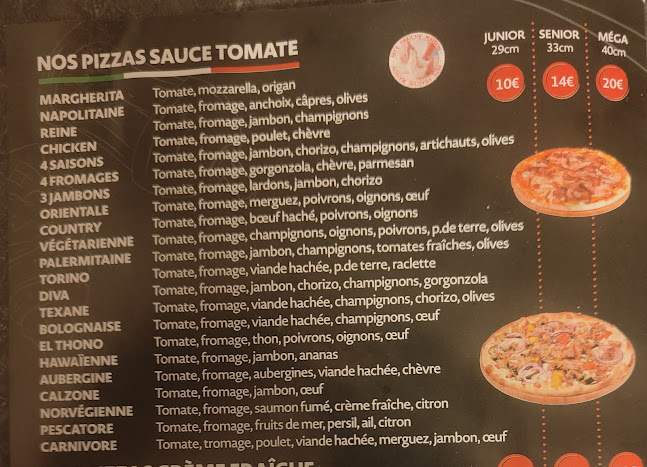 NOS PIZZAS SAUCE TOMATE
JUNIOR SENIOR MÉGA
29cm 33cm 40cm
10€ 14€ 20€
MARGHERITA Tomate, mozzarella, origan
NAPOLITAINE Tomate, fromage, anchoix, câpres, olives
REINE Tomate, fromage, jambon, champignons
CHICKEN Tomate, fromage, poulet, chèvre
4 SAISONS Tomate, fromage, jambon, chorizo, champignons, artichauts, olives
4 FROMAGES Tomate, fromage, gorgonzola, chèvre, parmesan
3 JAMBONS Tomate, fromage, lardons, jambon, chorizo
ORIENTALE Tomate, fromage, merguez, poivrons, oignons, œuf
COUNTRY Tomate, fromage, bœuf haché, poivrons, oignons
VÉGÉTARIENNE Tomate, fromage, champignons, oignons, poivrons, p.de terre, olives
PALERMITAINE Tomate, fromage, jambon, champignons, tomates fraîches, olives
TORINO Tomate, fromage, viande hachée, p.de terre, raclette
DIVA Tomate, fromage, jambon, chorizo, champignons, gorgonzola
TEXANE Tomate, fromage, viande hachée, champignons, chorizo, olives
BOLOGNAISE Tomate, fromage, viande hachée, champignons, œuf
EL THONO Tomate, fromage, thon, poivrons, oignons, œuf
HAWAÏENNE Tomate, fromage, jambon, ananas
AUBERGINE Tomate, fromage, aubergines, viande hachée, chèvre
CALZONE Tomate, fromage, jambon, œuf
NORVÉGIENNE Tomate, fromage, saumon fumé, crème fraîche, citron
PESCATORE Tomate, fromage, fruits de mer, persil, ail, citron
CARNIVORE Tomate, fromage, poulet, viande hachée, merguez, jambon, œuf
CRÈME FRAÎCHE